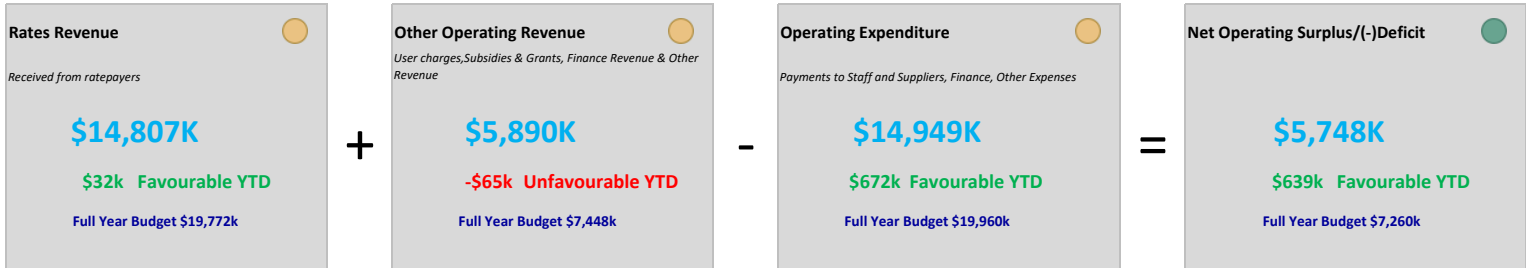 Rates Revenue
Received from ratepayers
$14,807K
$32k Favourable YTD
Full Year Budget $19,772k
+
Other Operating Revenue
User charges,Subsidies & Grants, Finance Revenue & Other
Revenue
$5,890K
-$65k Unfavourable YTD
Full Year Budget $7,448k
-
Operating Expenditure
Payments to Staff and Suppliers, Finance, Other Expenses
$14,949K
$672k Favourable YTD
Full Year Budget $19,960k
=
Net Operating Surplus/(-)Deficit
$5,748K
$639k Favourable YTD
Full Year Budget $7,260k